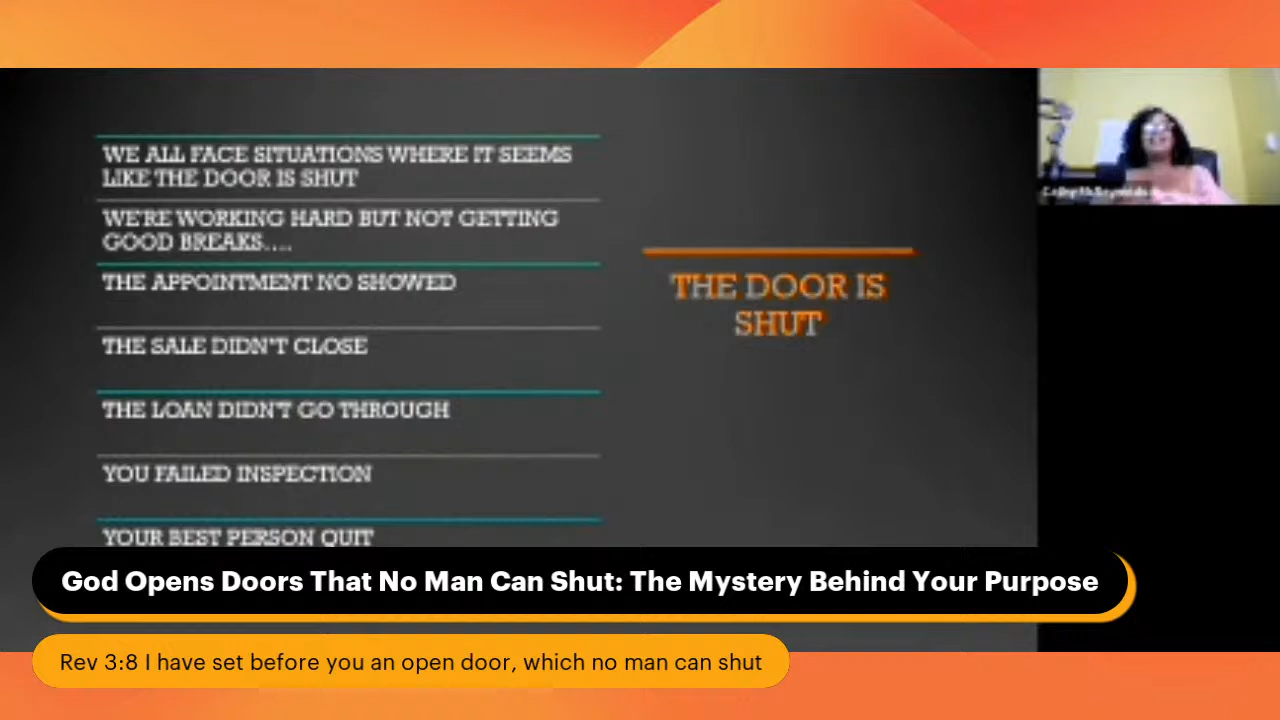 WE ALL FACE SITUATIONS WHERE IT SEEMS
LIKE THE DOOR IS SHUT
WE'RE WORKING HARD BUT NOT GETTING
GOOD BREAKS....
THE APPOINTMENT NO SHOWED
THE SALE DIDN'T CLOSE
THE LOAN DIDN'T GO THROUGH
YOU FAILED INSPECTION
YOUR BEST PERSON QUIT
THE DOOR IS
SHUT
God Opens Doors That No Man Can Shut: The Mystery Behind Your Purpose
Rev 3:8 I have set before you an open door, which no man can shut